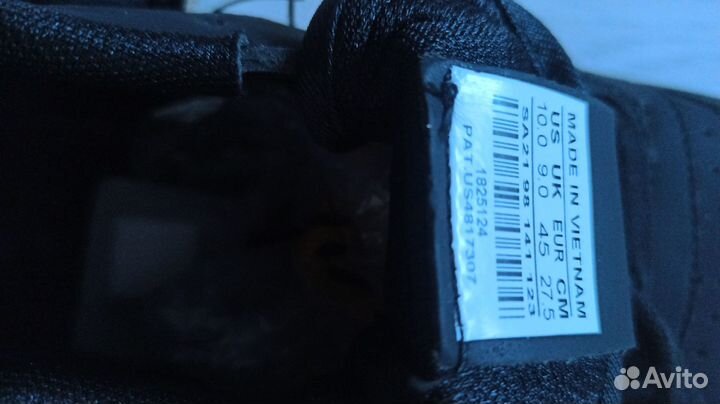 MADE IN VIETNAM
US UK EUR CM
10.0 9.0 45 27.5
SA21 98 141 123
1825124
PAT.US4817307
Avito